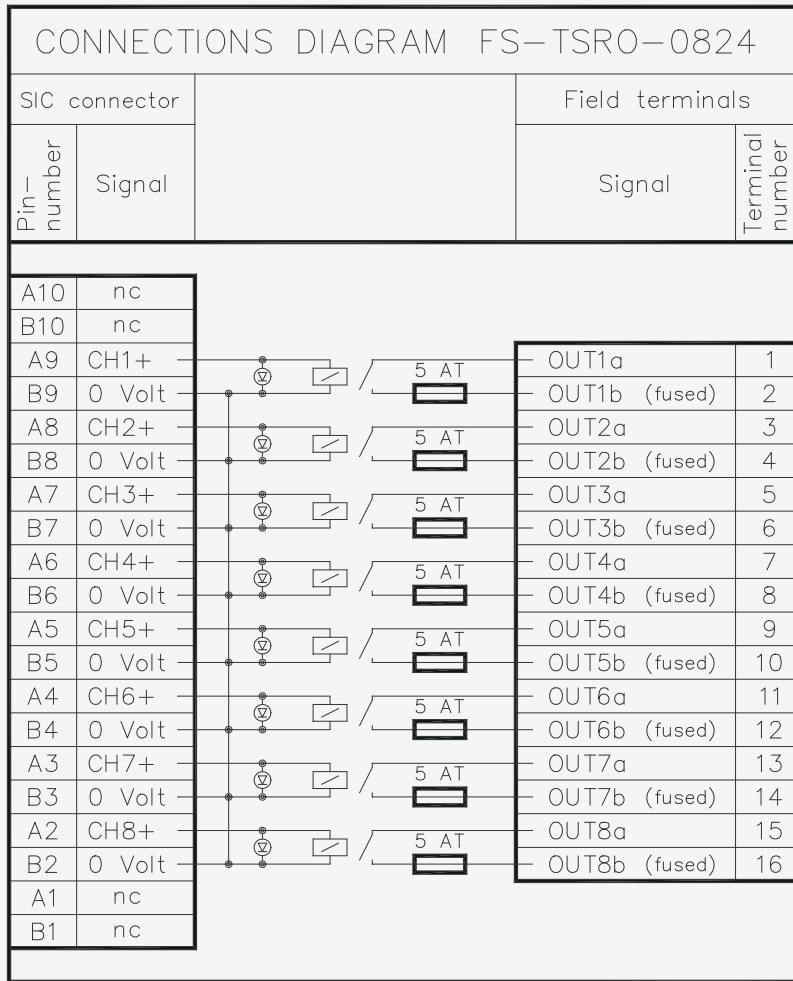 CONNECTIONS DIAGRAM FS-TSRO-0824
SIC connector
Field terminals
Pin-
number
Signal
Signal
Terminal
number
A10 nc
B10 nc
A9 CH1+ OUT1a 1
5 AT
B9 0 Volt OUT1b (fused) 2
A8 CH2+ OUT2a 3
5 AT
B8 0 Volt OUT2b (fused) 4
A7 CH3+ OUT3a 5
5 AT
B7 0 Volt OUT3b (fused) 6
A6 CH4+ OUT4a 7
5 AT
B6 0 Volt OUT4b (fused) 8
A5 CH5+ OUT5a 9
5 AT
B5 0 Volt OUT5b (fused) 10
A4 CH6+ OUT6a 11
5 AT
B4 0 Volt OUT6b (fused) 12
A3 CH7+ OUT7a 13
5 AT
B3 0 Volt OUT7b (fused) 14
A2 CH8+ OUT8a 15
5 AT
B2 0 Volt OUT8b (fused) 16
A1 nc
B1 nc